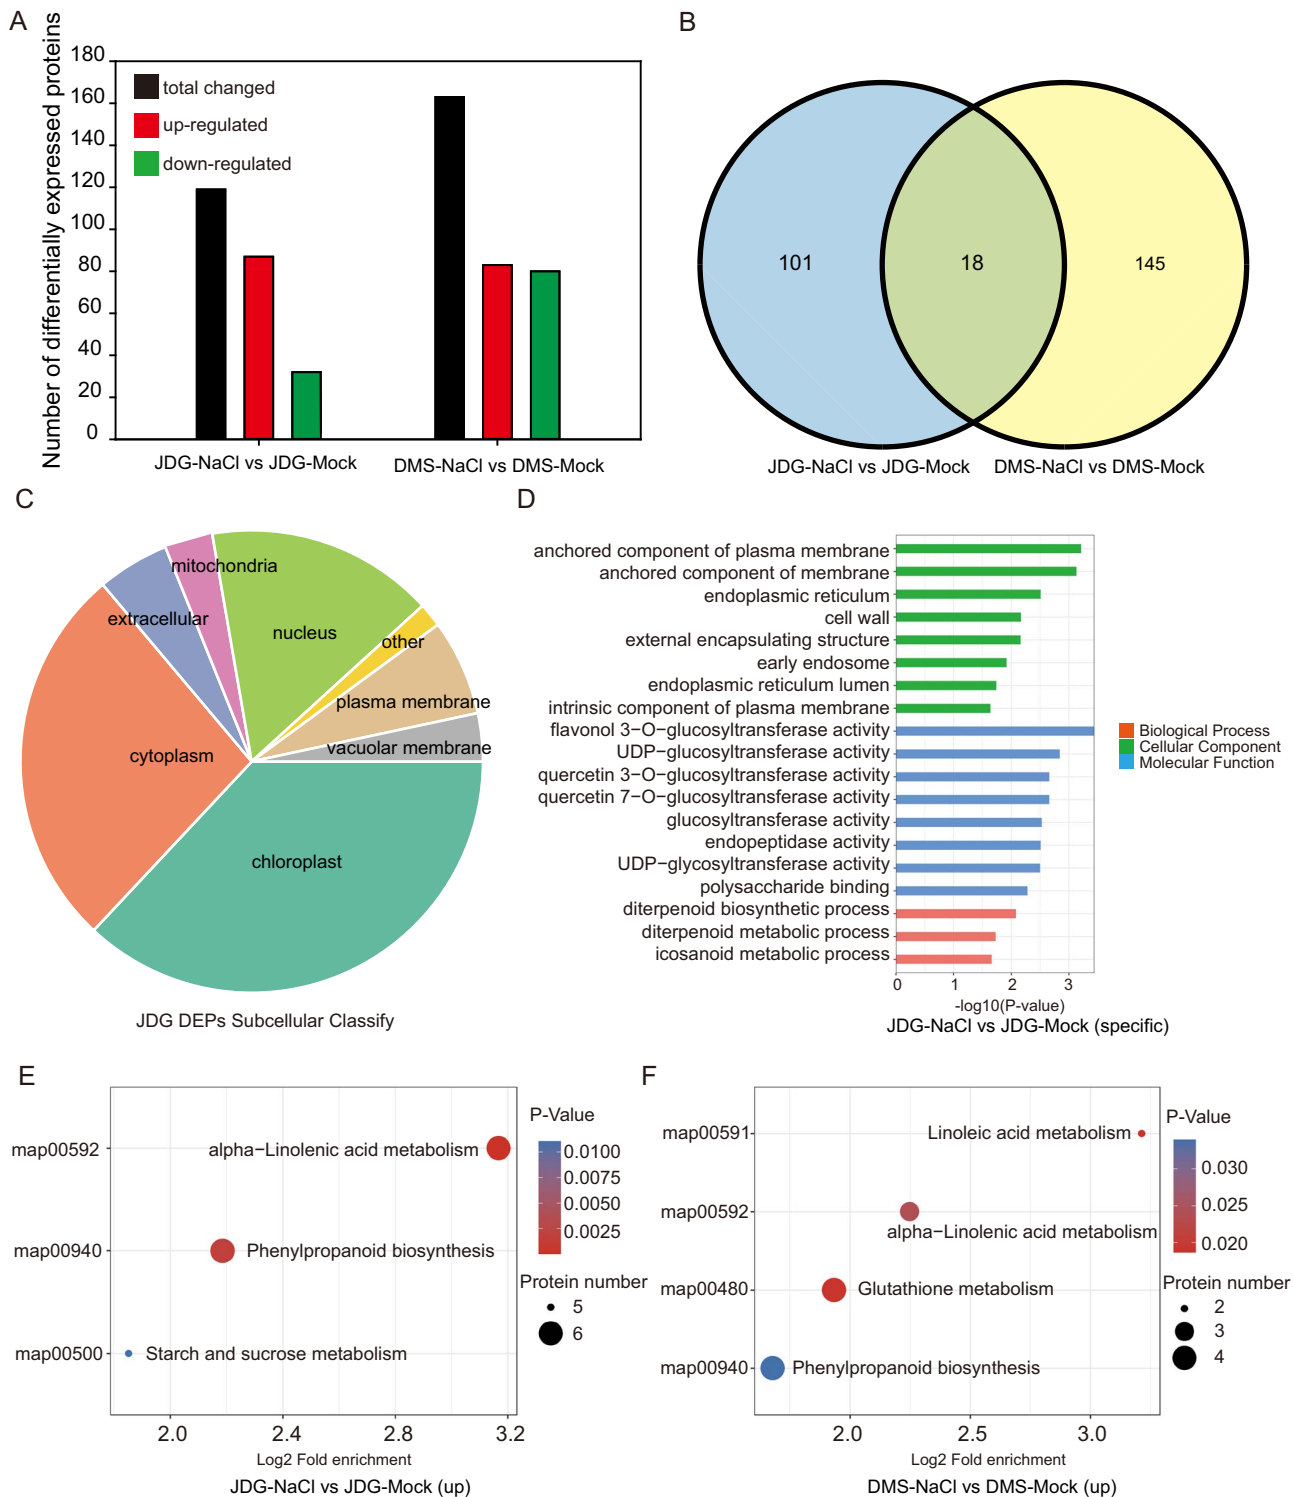 A
Number of differentially expressed proteins
180
160
140
120
100
80
60
40
20
0
total changed
up-regulated
down-regulated
JDG-NaCl vs JDG-Mock
DMS-NaCl vs DMS-Mock
B
101
18
145
JDG-NaCl vs JDG-Mock
DMS-NaCl vs DMS-Mock
C
mitochondria
extracellular
nucleus
other
plasma membrane
vacuolar membrane
cytoplasm
chloroplast
JDG DEPs Subcellular Classify
D
anchored component of plasma membrane
anchored component of membrane
endoplasmic reticulum
cell wall
external encapsulating structure
early endosome
endoplasmic reticulum lumen
intrinsic component of plasma membrane
flavonol 3−O−glucosyltransferase activity
UDP−glucosyltransferase activity
quercetin 3−O−glucosyltransferase activity
quercetin 7−O−glucosyltransferase activity
glucosyltransferase activity
endopeptidase activity
UDP−glycosyltransferase activity
polysaccharide binding
diterpenoid biosynthetic process
diterpenoid metabolic process
icosanoid metabolic process
0 1 2 3
-log10(P-value)
JDG-NaCl vs JDG-Mock (specific)
Biological Process
Cellular Component
Molecular Function
E
map00592
alpha−Linolenic acid metabolism
map00940
Phenylpropanoid biosynthesis
map00500
Starch and sucrose metabolism
2.0 2.4 2.8 3.2
Log2 Fold enrichment
JDG-NaCl vs JDG-Mock (up)
P-Value
0.0100
0.0075
0.0050
0.0025
Protein number
5
6
F
map00591
Linoleic acid metabolism
map00592
alpha−Linolenic acid metabolism
map00480
Glutathione metabolism
map00940
Phenylpropanoid biosynthesis
2.0 2.5 3.0
Log2 Fold enrichment
DMS-NaCl vs DMS-Mock (up)
P-Value
0.030
0.025
0.020
Protein number
2
3
4